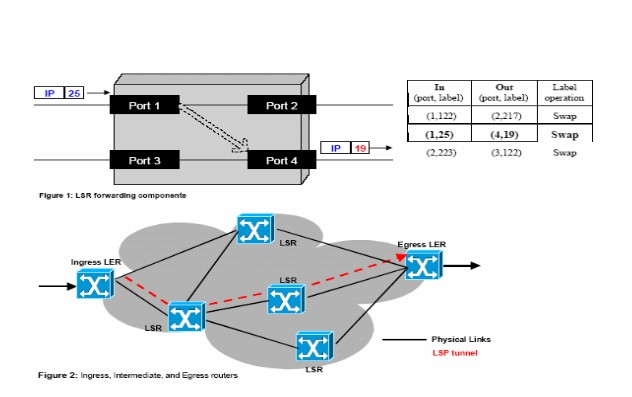 In Out Label
(port, label) (port, label) operation
IP 25
Port 1 Port 2
(1,122) (2,217) Swap
(1,25) (4,19) Swap
IP 19
(2,223) (3,122) Swap
Port 3 Port 4
Figure 1: LSR forwarding components
LSR
Egress LER
Ingress LER
LSR
LSR
Physical Links
LSP tunnel
LSR
Figure 2: Ingress, Intermediate, and Egress routers